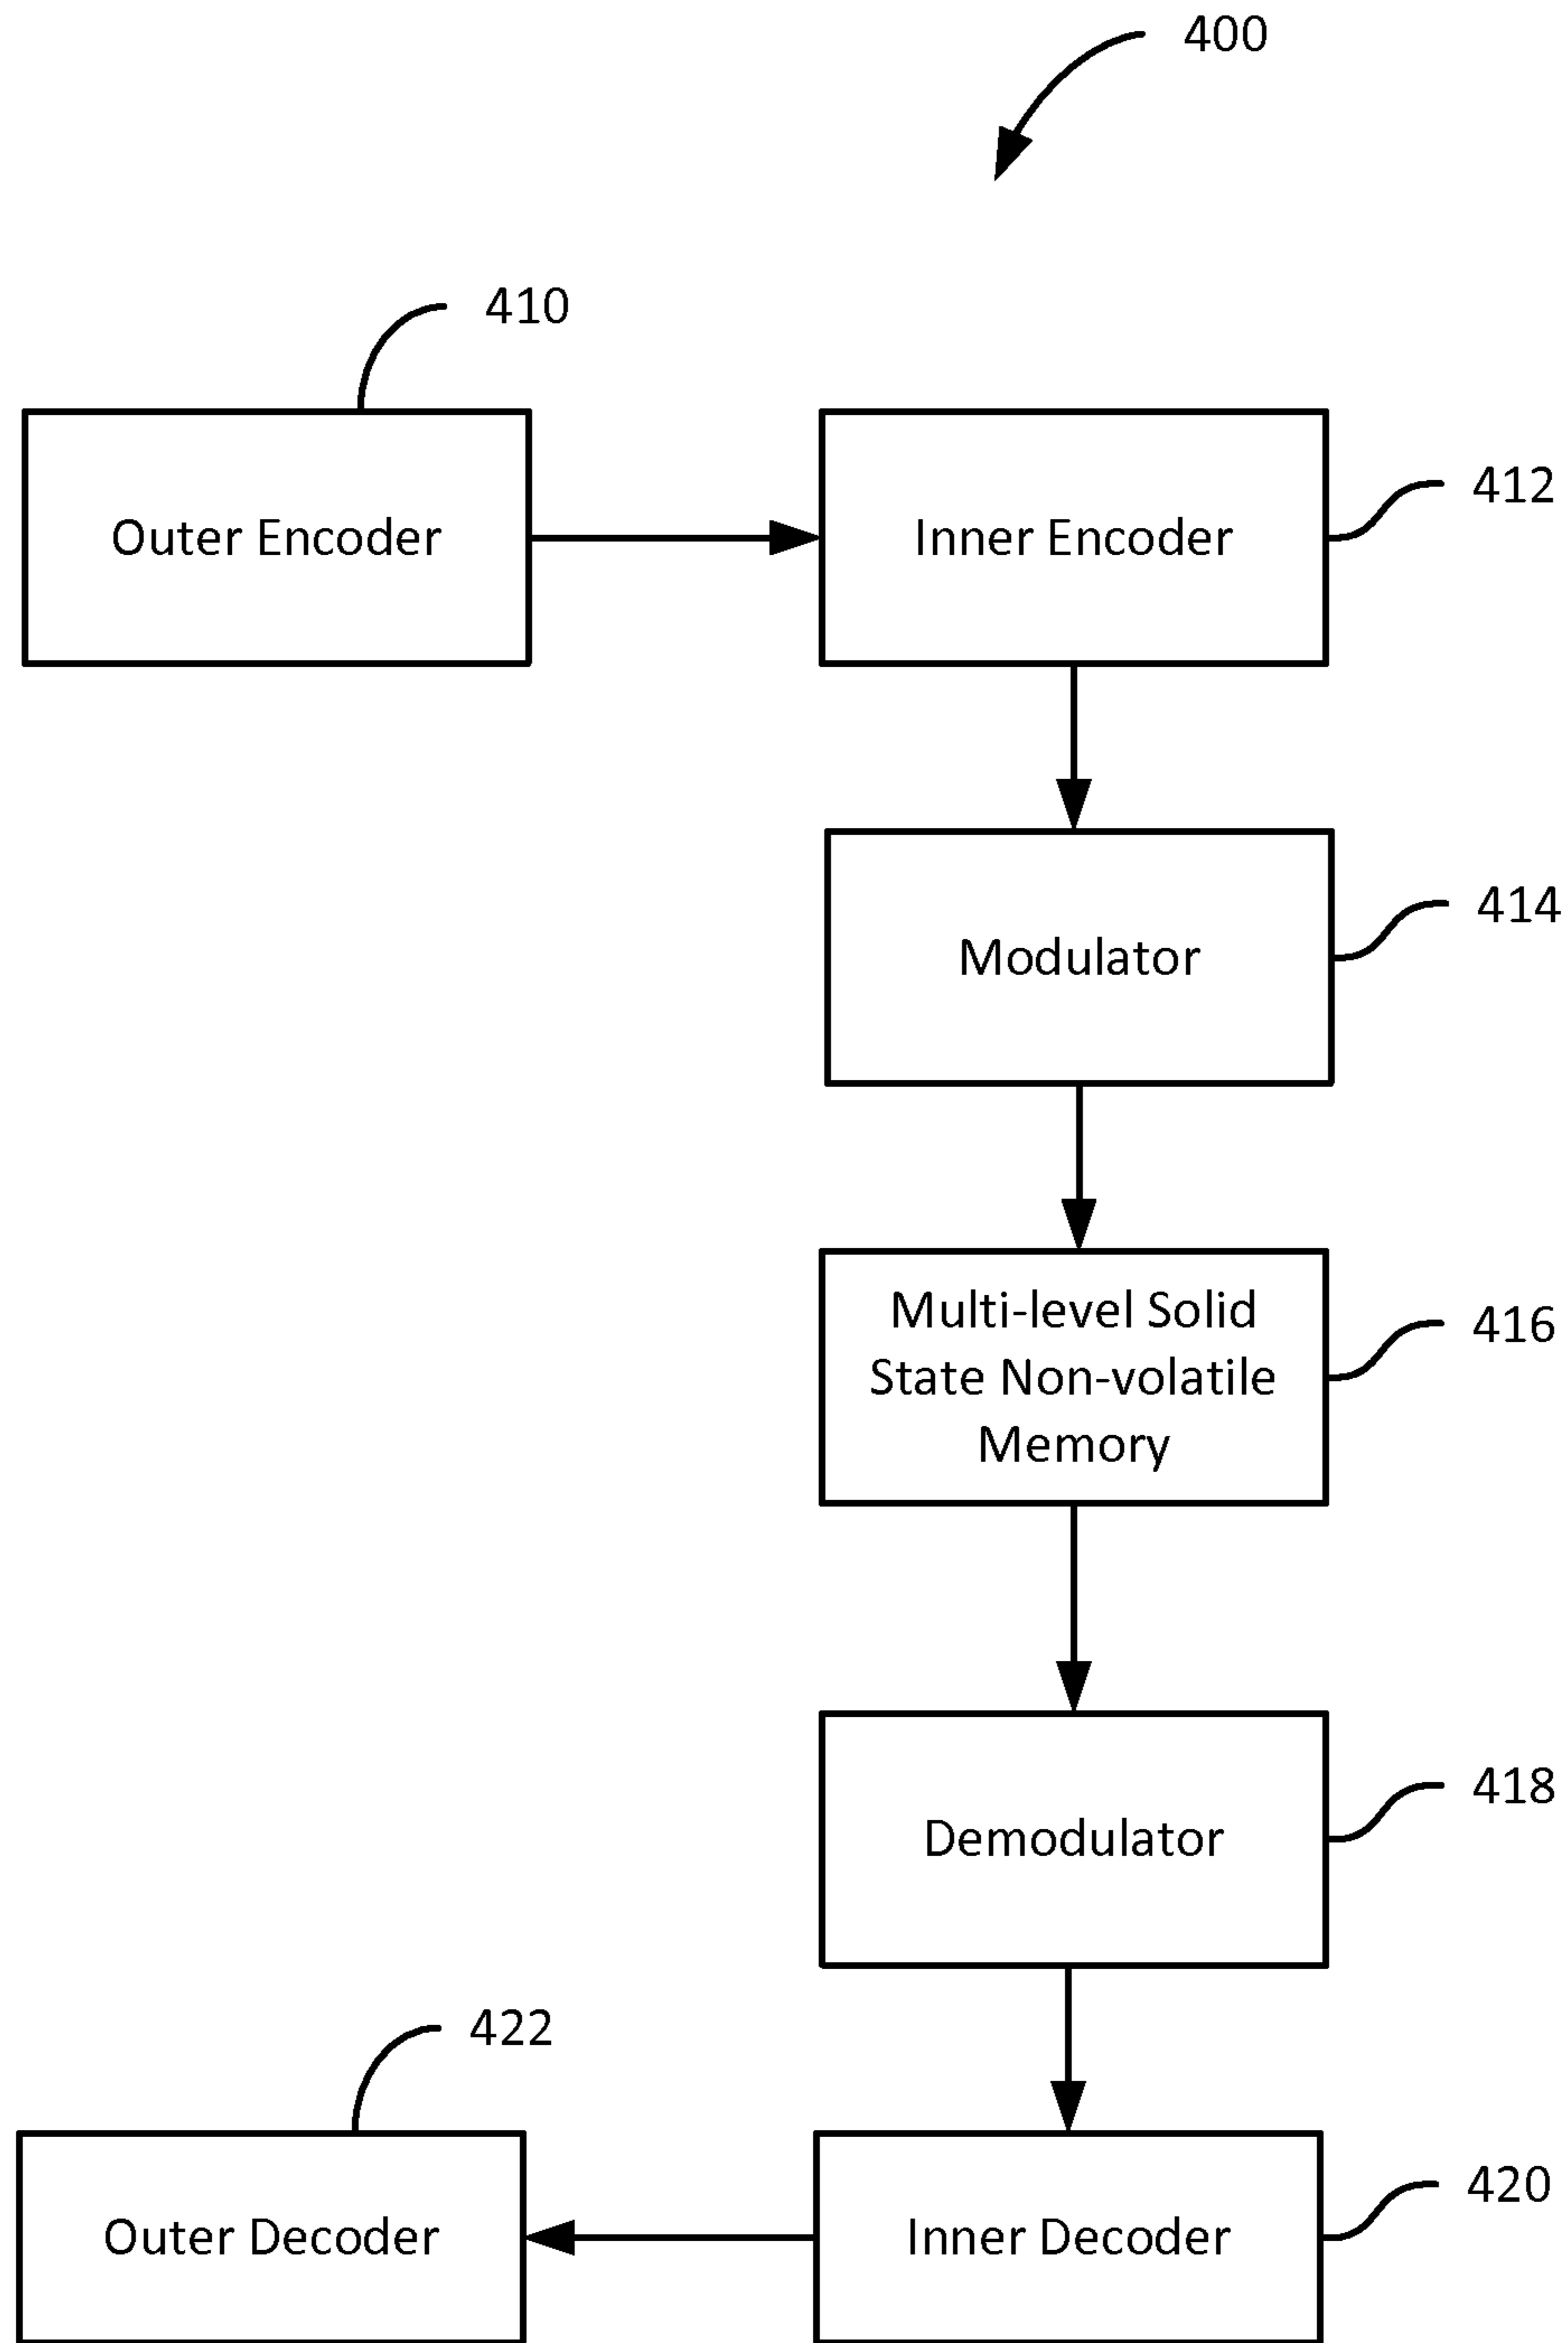 400
410
Outer Encoder
Inner Encoder
412
Modulator
414
Multi-level Solid
State Non-volatile
Memory
416
Demodulator
418
422
Outer Decoder
Inner Decoder
420